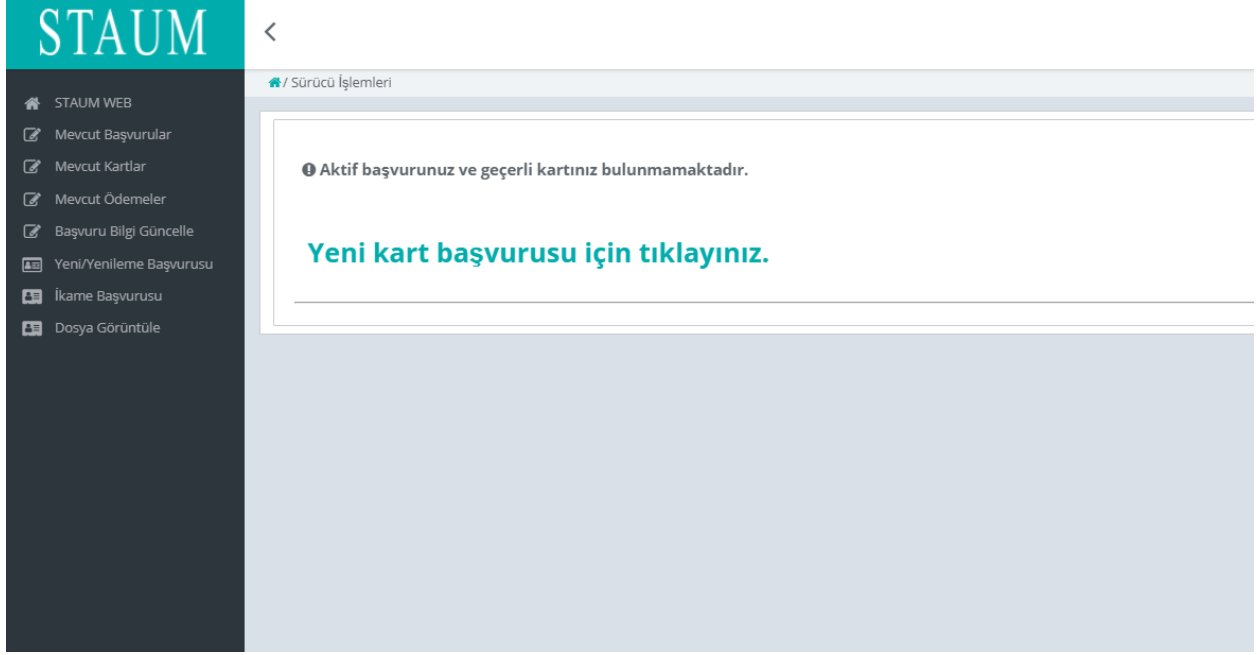 STAUM
/ Sürücü İşlemleri
STAUM WEB
Mevcut Başvurular
Mevcut Kartlar
Mevcut Ödemeler
Başvuru Bilgi Güncelle
Yeni/Yenileme Başvurusu
İkame Başvurusu
Dosya Görüntüle
Aktif başvurunuz ve geçerli kartınız bulunmamaktadır.
Yeni kart başvurusu için tıklayınız.